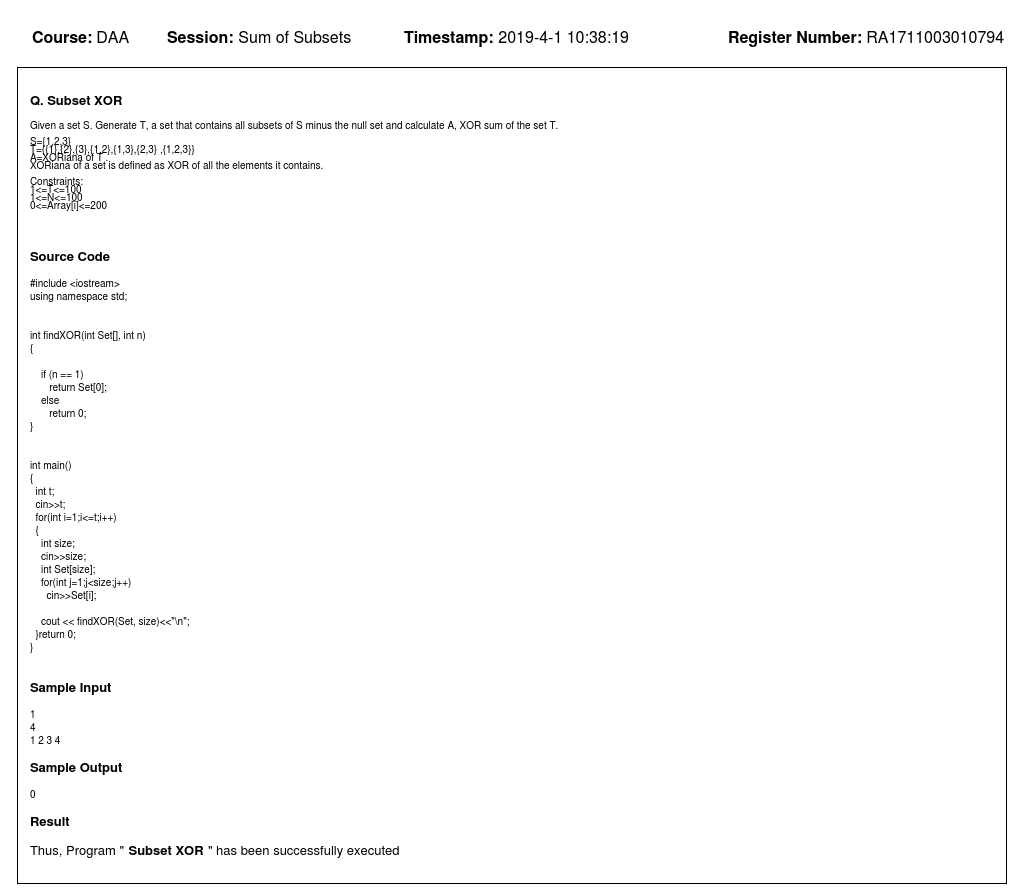 Course: DAA Session: Sum of Subsets Timestamp: 2019-4-1 10:38:19 Register Number: RA1711003010794
Q. Subset XOR
Given a set S. Generate T, a set that contains all subsets of S minus the null set and calculate A, XOR sum of the set T.
S={1,2,3}
T={{1},{2},{3},{1,2},{1,3},{2,3} ,{1,2,3}}
A=XORiana of T .
XORiana of a set is defined as XOR of all the elements it contains.
Constraints:
1<=T<=100
1<=N<=100
0<=Array[i]<=200
Source Code
#include <iostream>
using namespace std;
int findXOR(int Set[], int n)
{
if (n == 1)
return Set[0];
else
return 0;
}
int main()
{
int t;
cin>>t;
for(int i=1;i<=t;i++)
{
int size;
cin>>size;
int Set[size];
for(int j=1;j<size;j++)
cin>>Set[i];
cout << findXOR(Set, size)<<"\n";
}return 0;
}
Sample Input
1
4
1 2 3 4
Sample Output
0
Result
Thus, Program " Subset XOR " has been successfully executed